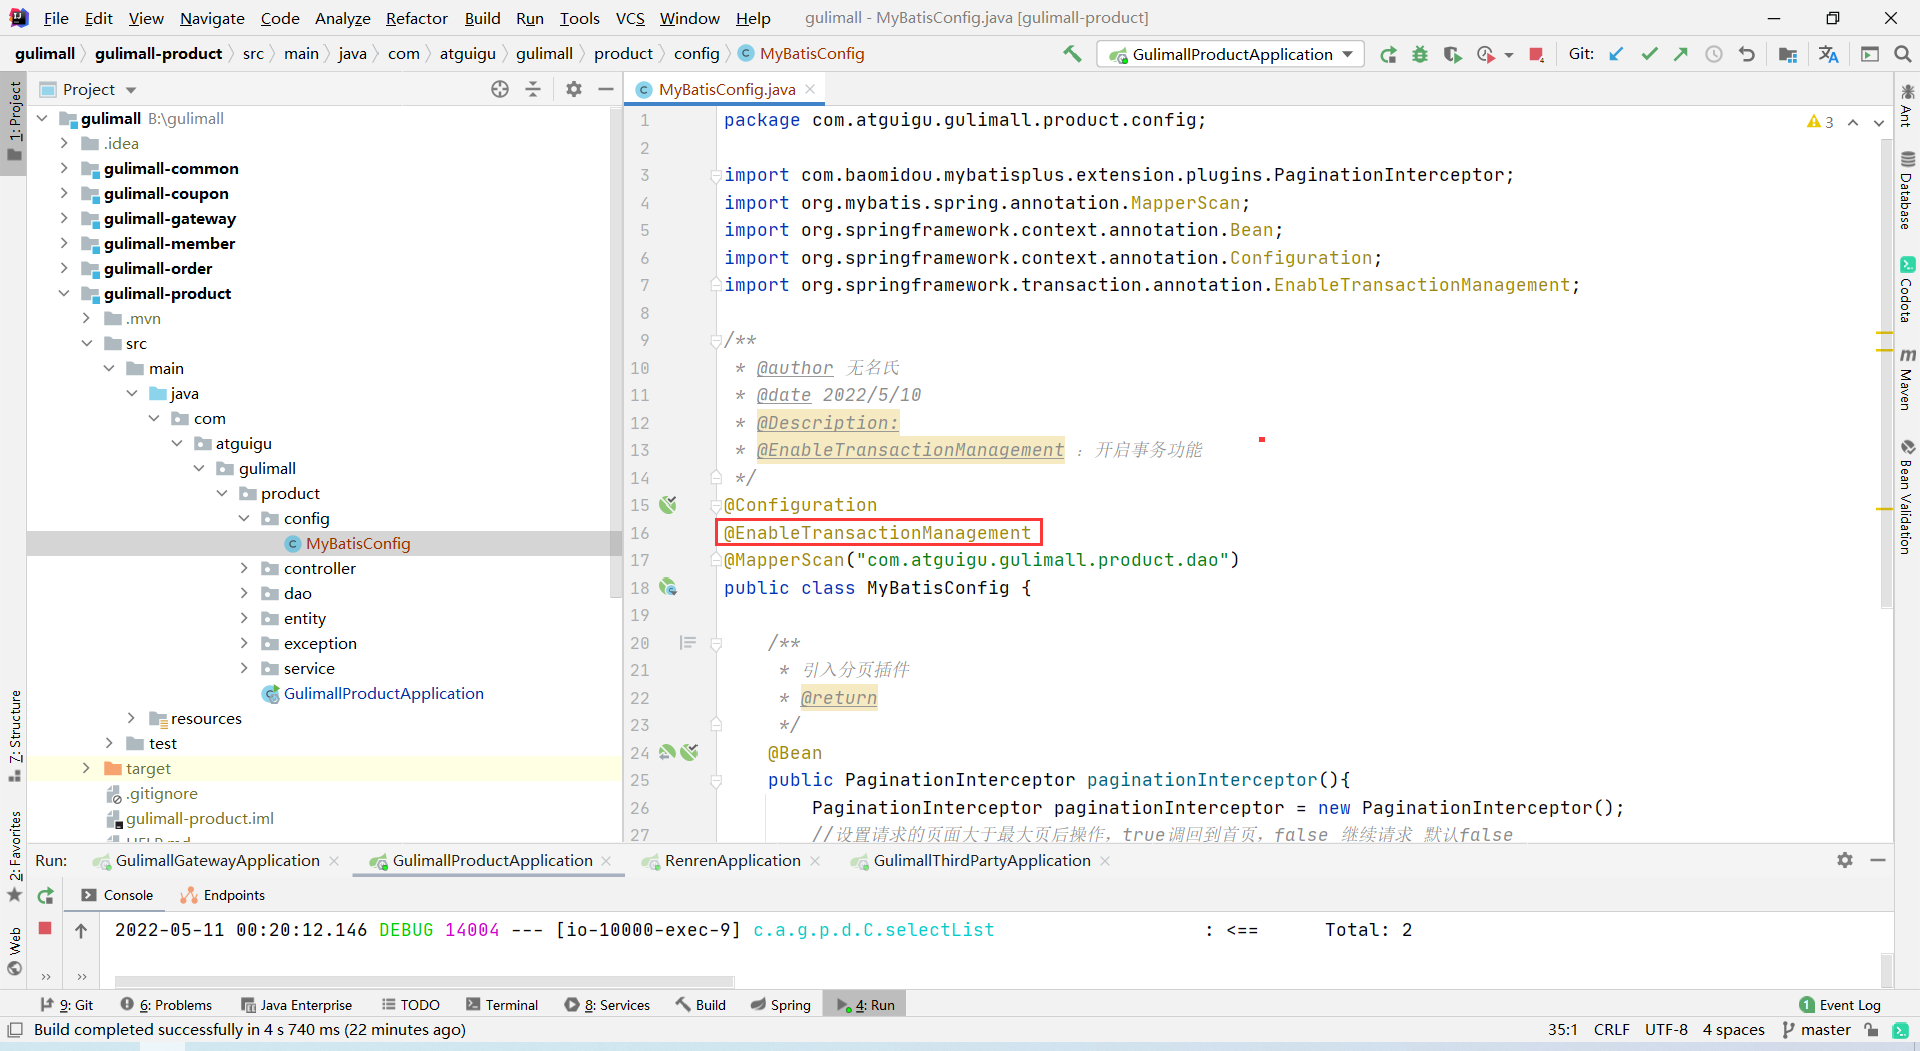 File Edit View Navigate Code Analyze Refactor Build Run Tools VCS Window Help gulimall - MyBatisConfig.java [gulimall-product]
gulimall gulimall-product src main java com atguigu gulimall product config MyBatisConfig GulimallProductApplication Git:
Project
MyBatisConfig.java
1: Project
7: Structure
2: Favorites
Web
gulimall B:\gulimall
.idea
gulimall-common
gulimall-coupon
gulimall-gateway
gulimall-member
gulimall-order
gulimall-product
.mvn
src
main
java
com
atguigu
gulimall
product
config
MyBatisConfig
controller
dao
entity
exception
service
GulimallProductApplication
resources
test
target
.gitignore
gulimall-product.iml
HELP.md
1 package com.atguigu.gulimall.product.config;
2
3 import com.baomidou.mybatisplus.extension.plugins.PaginationInterceptor;
4 import org.mybatis.spring.annotation.MapperScan;
5 import org.springframework.context.annotation.Bean;
6 import org.springframework.context.annotation.Configuration;
7 import org.springframework.transaction.annotation.EnableTransactionManagement;
8
9 /**
10 * @author 无名氏
11 * @date 2022/5/10
12 * @Description:
13 * @EnableTransactionManagement ：开启事务功能
14 */
15 @Configuration
16 @EnableTransactionManagement
17 @MapperScan("com.atguigu.gulimall.product.dao")
18 public class MyBatisConfig {
19
20 /**
21 * 引入分页插件
22 * @return
23 */
24 @Bean
25 public PaginationInterceptor paginationInterceptor(){
26 PaginationInterceptor paginationInterceptor = new PaginationInterceptor();
27 //设置请求的页面大于最大页后操作，true调回到首页，false 继续请求 默认false
3
Ant
Database
Codota
Maven
Bean Validation
Run: GulimallGatewayApplication GulimallProductApplication RenrenApplication GulimallThirdPartyApplication
Console Endpoints
2022-05-11 00:20:12.146 DEBUG 14004 --- [io-10000-exec-9] c.a.g.p.d.C.selectList : <== Total: 2
9: Git 6: Problems Java Enterprise TODO Terminal 8: Services Build Spring 4: Run 1 Event Log
Build completed successfully in 4 s 740 ms (22 minutes ago) 35:1 CRLF UTF-8 4 spaces master